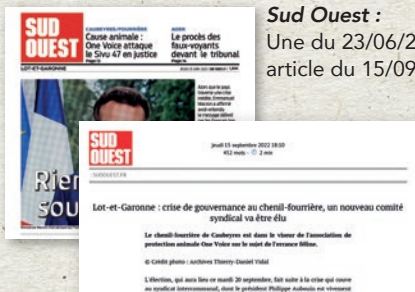 Sud Ouest :
Une du 23/06/2
article du 15/09
SUD
OUEST
CAUBEYRES/FOURRIÈRE
Cause animale :
One Voice attaque
le Sivu 47 en justice
Le procès des
faux-voyants
devant le tribunal
LOT-ET-GARONNE
Rien
sou
SUD
OUEST
jeudi 15 septembre 2022 18:50
452 mots - 2 min
SUDOUEST.FR
Lot-et-Garonne : crise de gouvernance au chenil-fourrière, un nouveau comité
syndical va être élu
Le chenil-fourrière de Caubeyres est dans le viseur de l'association de
protection animale One Voice sur le sujet de l'errance féline.
© Crédit photo : Archives Thierry-Daniel Vidal
L'élection, qui aura lieu ce mardi 20 septembre, fait suite à la crise qui couve
au syndicat intercommunal, dont le président Philippe Aubenin est vivement